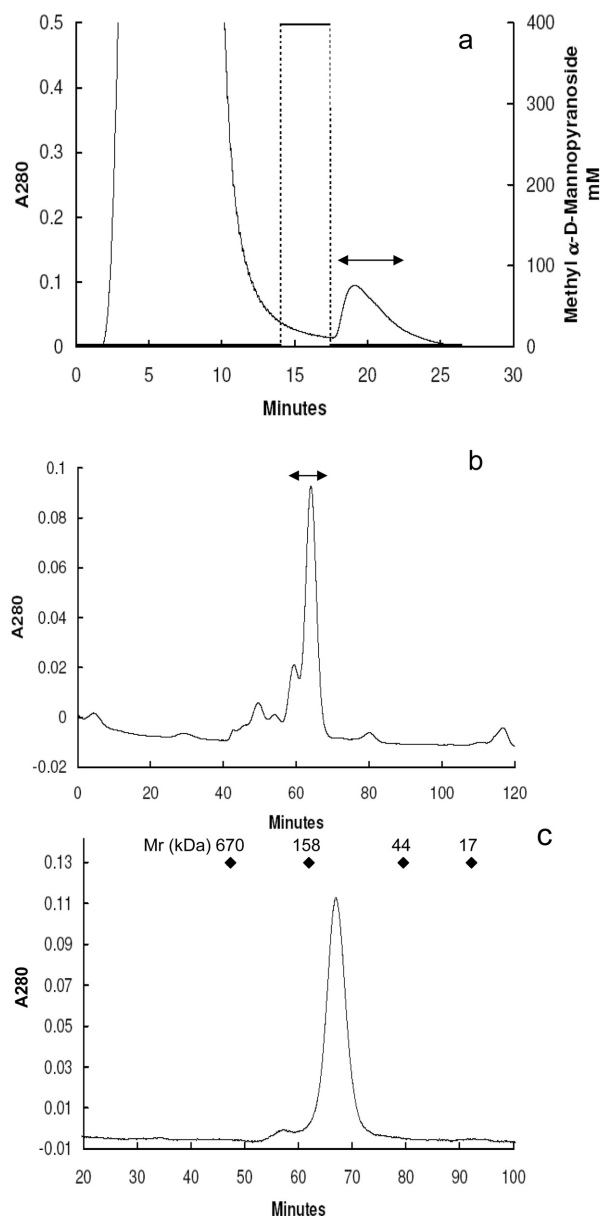 a
0.5
0.4
0.3
0.2
0.1
0
A280
400
300
200
100
0
Methyl α-D-Mannopyranoside
mM
0 5 10 15 20 25 30
Minutes
b
0.1
0.08
0.06
0.04
0.02
0
-0.02
A280
0 20 40 60 80 100 120
Minutes
c
Mr (kDa) 670 158 44 17
0.13
0.11
0.09
0.07
0.05
0.03
0.01
-0.01
A280
20 30 40 50 60 70 80 90 100
Minutes